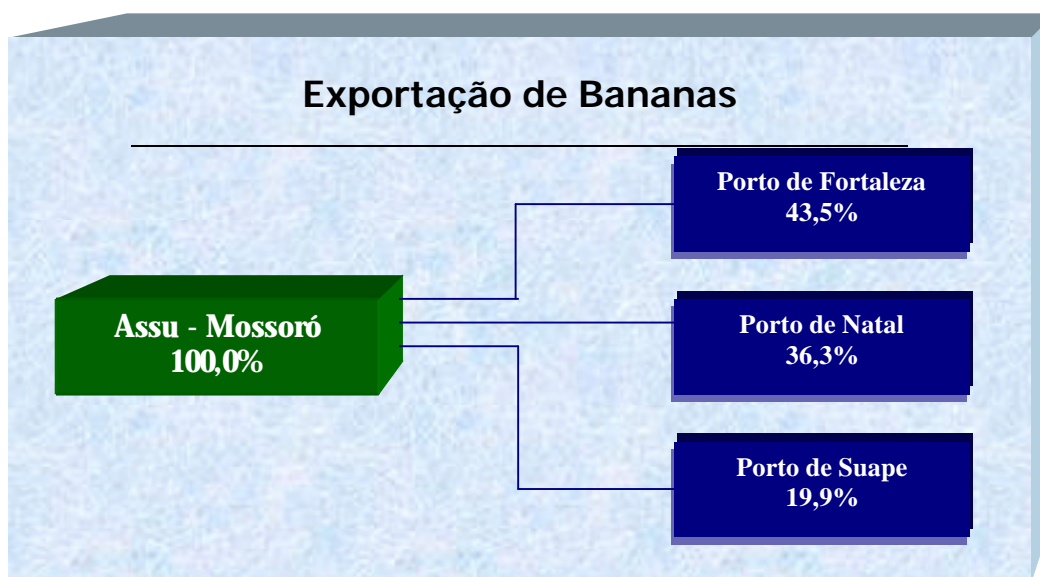 Exportação de Bananas
Porto de Fortaleza
43,5%
Assu - Mossoró
100,0%
Porto de Natal
36,3%
Porto de Suape
19,9%